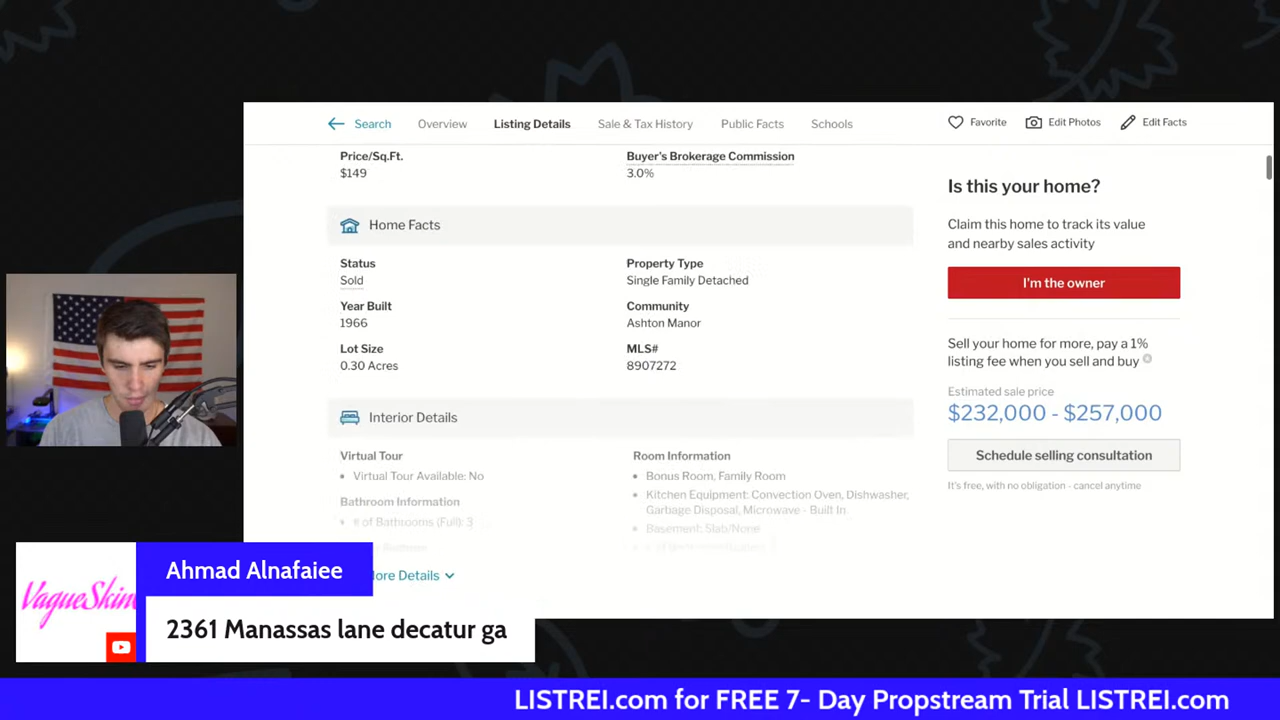 Search
Overview
Listing Details
Sale & Tax History
Public Facts
Schools
Favorite
Edit Photos
Edit Facts
Price/Sq.Ft.
$149
Buyer's Brokerage Commission
3.0%
Home Facts
Status
Sold
Property Type
Single Family Detached
Year Built
1966
Community
Ashton Manor
Lot Size
0.30 Acres
MLS#
8907272
Interior Details
Virtual Tour
• Virtual Tour Available: No
Bathroom Information
• # of Bathrooms (Full): 3
Room Information
• Bonus Room, Family Room
• Kitchen Equipment: Convection Oven, Dishwasher,
Garbage Disposal, Microwave - Built In
• Basement: Slab/None
Details
Is this your home?
Claim this home to track its value
and nearby sales activity
I'm the owner
Sell your home for more, pay a 1%
listing fee when you sell and buy
Estimated sale price
$232,000 - $257,000
Schedule selling consultation
It's free, with no obligation - cancel anytime
VagueSkin
Ahmad Alnafaiee
2361 Manassas lane decatur ga
LISTREI.com for FREE 7- Day Propstream Trial LISTREI.com